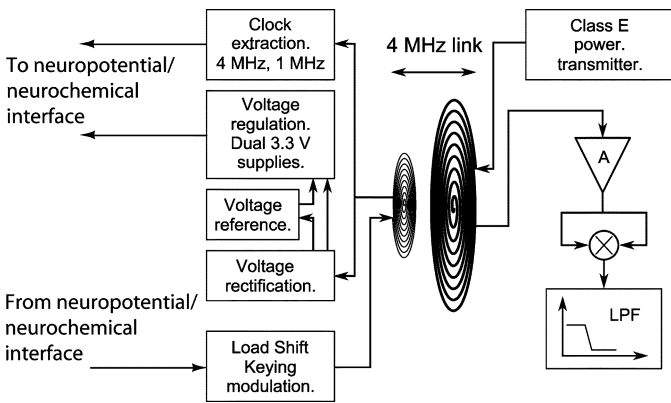 Clock
extraction.
4 MHz, 1 MHz
To neuropotential/
neurochemical
interface
Voltage
regulation.
Dual 3.3 V
supplies.
Voltage
reference.
Voltage
rectification.
From neuropotential/
neurochemical
interface
Load Shift
Keying
modulation.
4 MHz link
Class E
power.
transmitter.
A
LPF